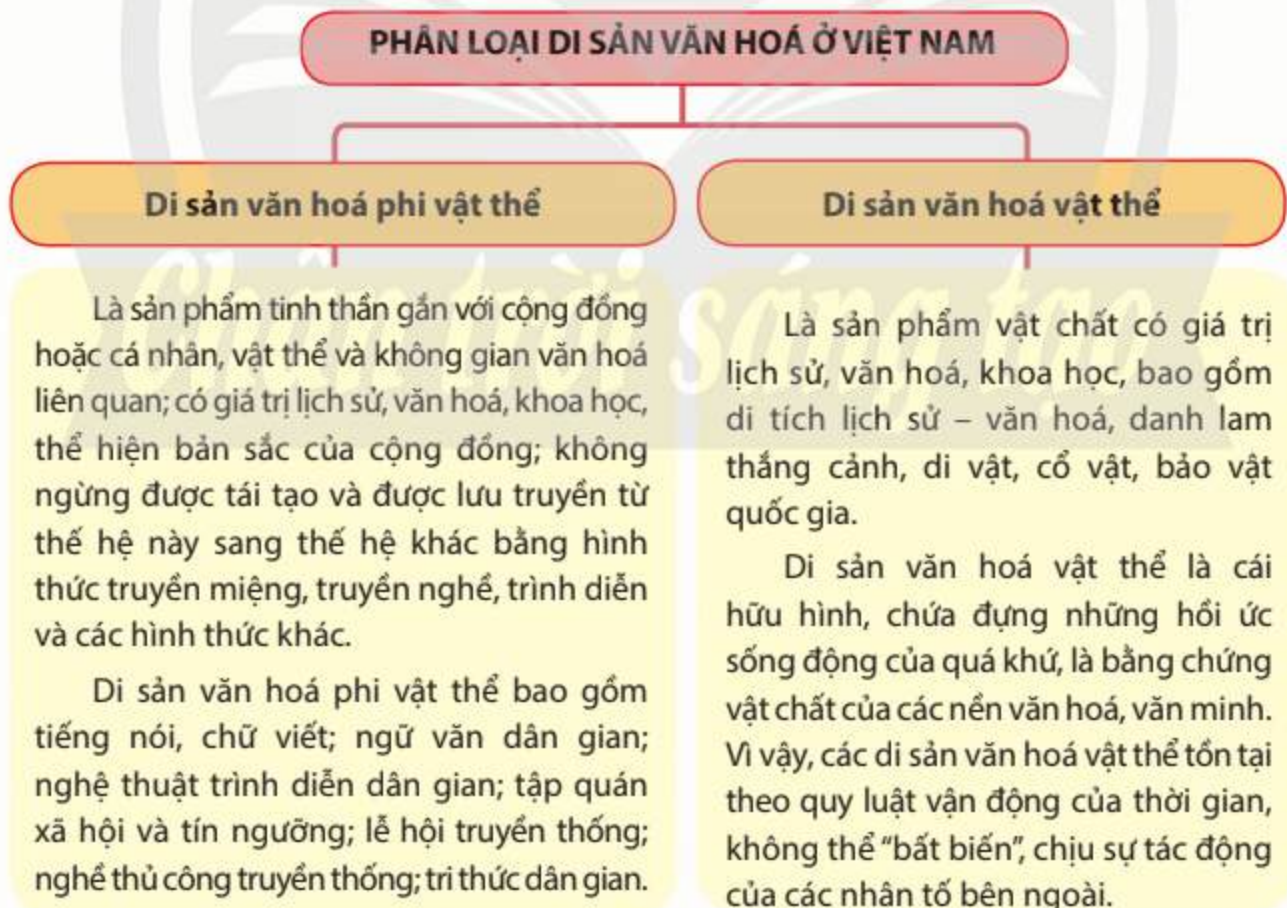 PHÂN LOẠI DI SẢN VĂN HOÁ Ở VIỆT NAM
Di sản văn hoá phi vật thể
Là sản phẩm tinh thần gắn với cộng đồng
hoặc cá nhân, vật thể và không gian văn hoá
liên quan; có giá trị lịch sử, văn hoá, khoa học,
thể hiện bản sắc của cộng đồng; không
ngừng được tái tạo và được lưu truyền từ
thế hệ này sang thế hệ khác bằng hình
thức truyền miệng, truyền nghề, trình diễn
và các hình thức khác.
Di sản văn hoá phi vật thể bao gồm
tiếng nói, chữ viết; ngữ văn dân gian;
nghệ thuật trình diễn dân gian; tập quán
xã hội và tín ngưỡng; lễ hội truyền thống;
nghề thủ công truyền thống; tri thức dân gian.
Di sản văn hoá vật thể
Là sản phẩm vật chất có giá trị
lịch sử, văn hoá, khoa học, bao gồm
di tích lịch sử – văn hoá, danh lam
thắng cảnh, di vật, cổ vật, bảo vật
quốc gia.
Di sản văn hoá vật thể là cái
hữu hình, chứa đựng những hồi ức
sống động của quá khứ, là bằng chứng
vật chất của các nền văn hoá, văn minh.
Vì vậy, các di sản văn hoá vật thể tồn tại
theo quy luật vận động của thời gian,
không thể "bất biến", chịu sự tác động
của các nhân tố bên ngoài.
Chân trời sáng tạo